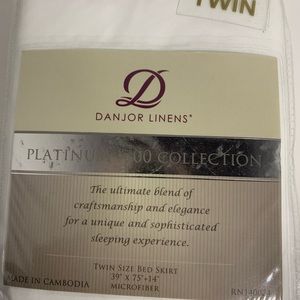 TWIN
D
DANJOR LINENS®
PLATINUM 00 COLLECTION
The ultimate blend of
craftsmanship and elegance
for a unique and sophisticated
sleeping experience.
TWIN SIZE BED SKIRT
39" X 75"+14"
MICROFIBER
MADE IN CAMBODIA